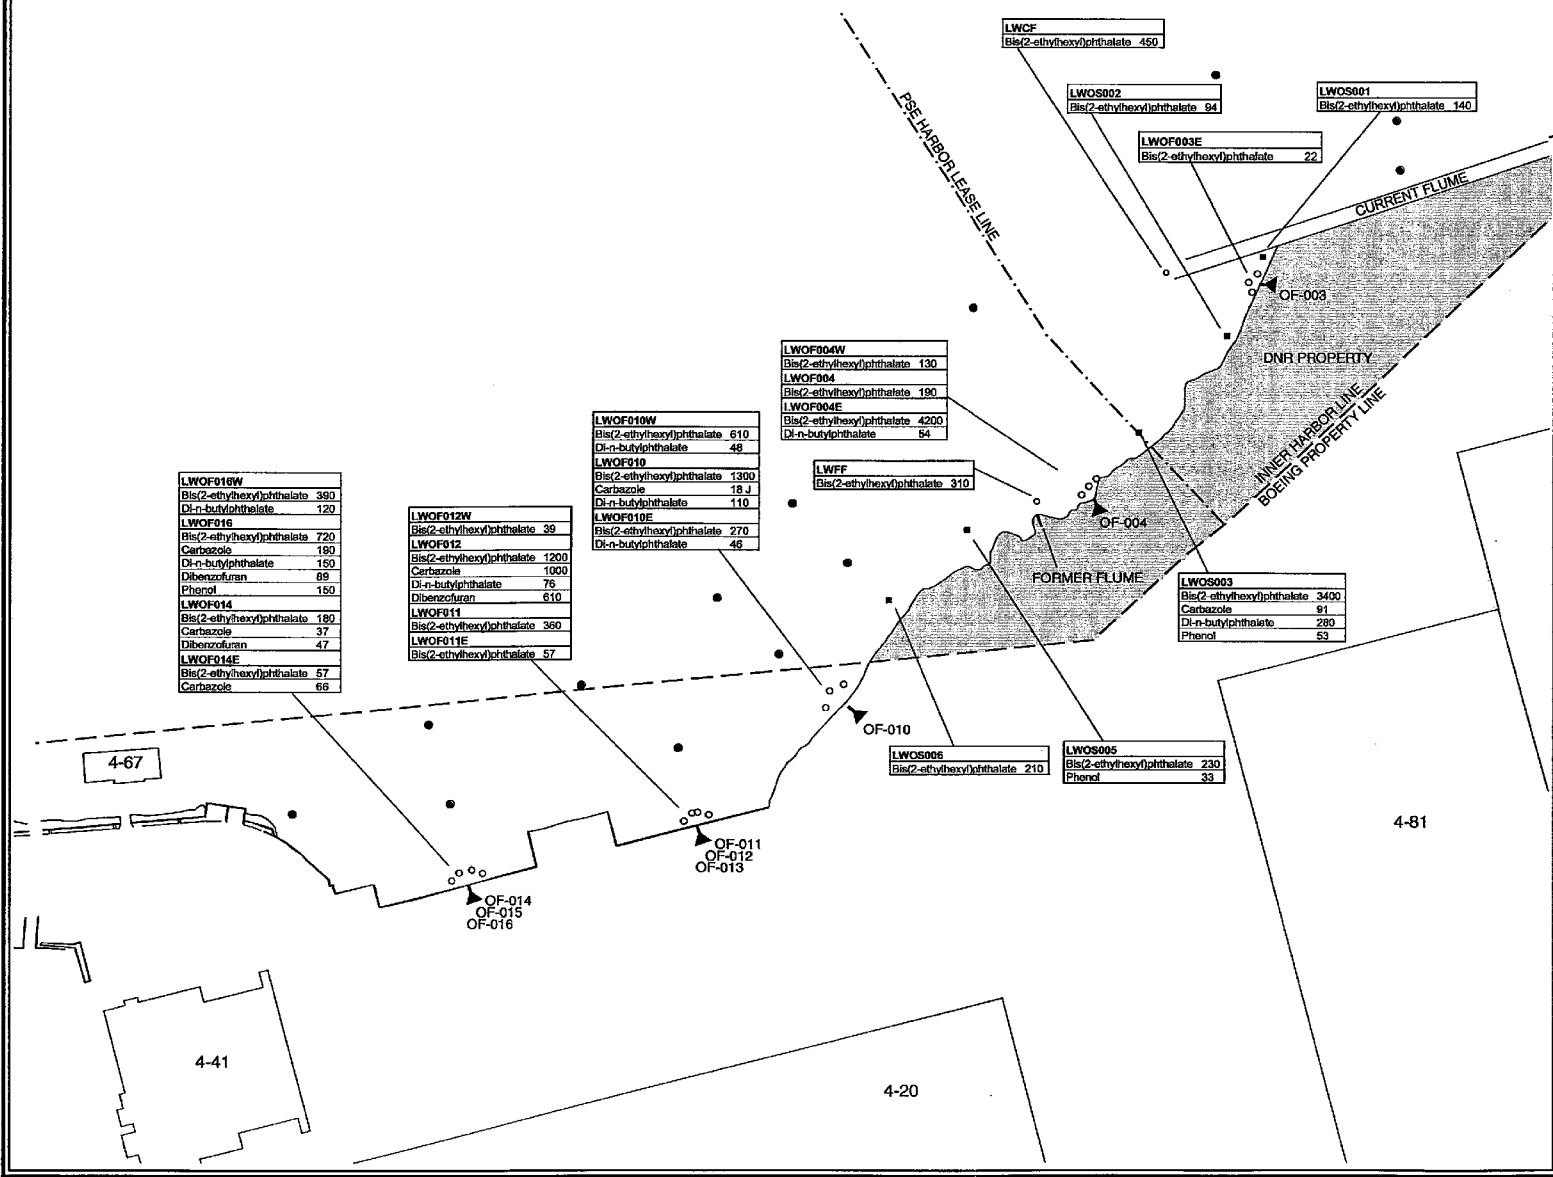 LWCF
Bis(2-ethylhexyl)phthalate 450
LWOS002
Bis(2-ethylhexyl)phthalate 94
LWOS001
Bis(2-ethylhexyl)phthalate 140
LWOF003E
Bis(2-ethylhexyl)phthalate 22
PSE HARBOR LEASE LINE
CURRENT FLUME
OF-003
DNR PROPERTY
INNER HARBOR LINE
BOEING PROPERTY LINE
LWOF004W
Bis(2-ethylhexyl)phthalate 130
LWOF004
Bis(2-ethylhexyl)phthalate 190
LWOF004E
Bis(2-ethylhexyl)phthalate 4200
Di-n-butylphthalate 54
LWFF
Bis(2-ethylhexyl)phthalate 310
OF-004
FORMER FLUME
LWOF010W
Bis(2-ethylhexyl)phthalate 610
Di-n-butylphthalate 48
LWOF010
Bis(2-ethylhexyl)phthalate 1300
Carbazole 18 J
Di-n-butylphthalate 110
LWOF010E
Bis(2-ethylhexyl)phthalate 270
Di-n-butylphthalate 46
LWOF016W
Bis(2-ethylhexyl)phthalate 390
Di-n-butylphthalate 120
LWOF016
Bis(2-ethylhexyl)phthalate 720
Carbazole 190
Di-n-butylphthalate 150
Dibenzofuran 89
Phenol 150
LWOF014
Bis(2-ethylhexyl)phthalate 180
Carbazole 37
Dibenzofuran 47
LWOF014E
Bis(2-ethylhexyl)phthalate 57
Carbazole 66
LWOF012W
Bis(2-ethylhexyl)phthalate 39
LWOF012
Bis(2-ethylhexyl)phthalate 1200
Carbazole 1000
Di-n-butylphthalate 76
Dibenzofuran 610
LWOF011
Bis(2-ethylhexyl)phthalate 360
LWOF011E
Bis(2-ethylhexyl)phthalate 57
LWOS003
Bis(2-ethylhexyl)phthalate 3400
Carbazole 91
Di-n-butylphthalate 280
Phenol 53
OF-010
LWOS006
Bis(2-ethylhexyl)phthalate 210
LWOS005
Bis(2-ethylhexyl)phthalate 230
Phenol 33
4-67
4-81
OF-011
OF-012
OF-013
OF-014
OF-015
OF-016
4-41
4-20